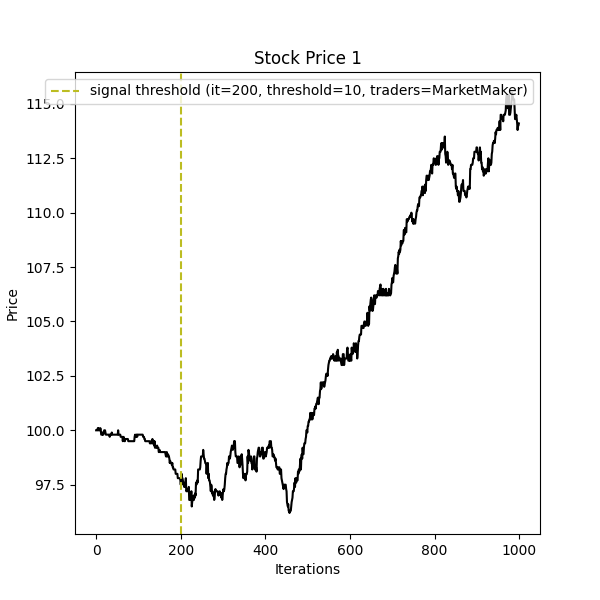 Stock Price 1
signal threshold (it=200, threshold=10, traders=MarketMaker)
115.0
112.5
110.0
107.5
105.0
102.5
100.0
97.5
Price
0 200 400 600 800 1000
Iterations